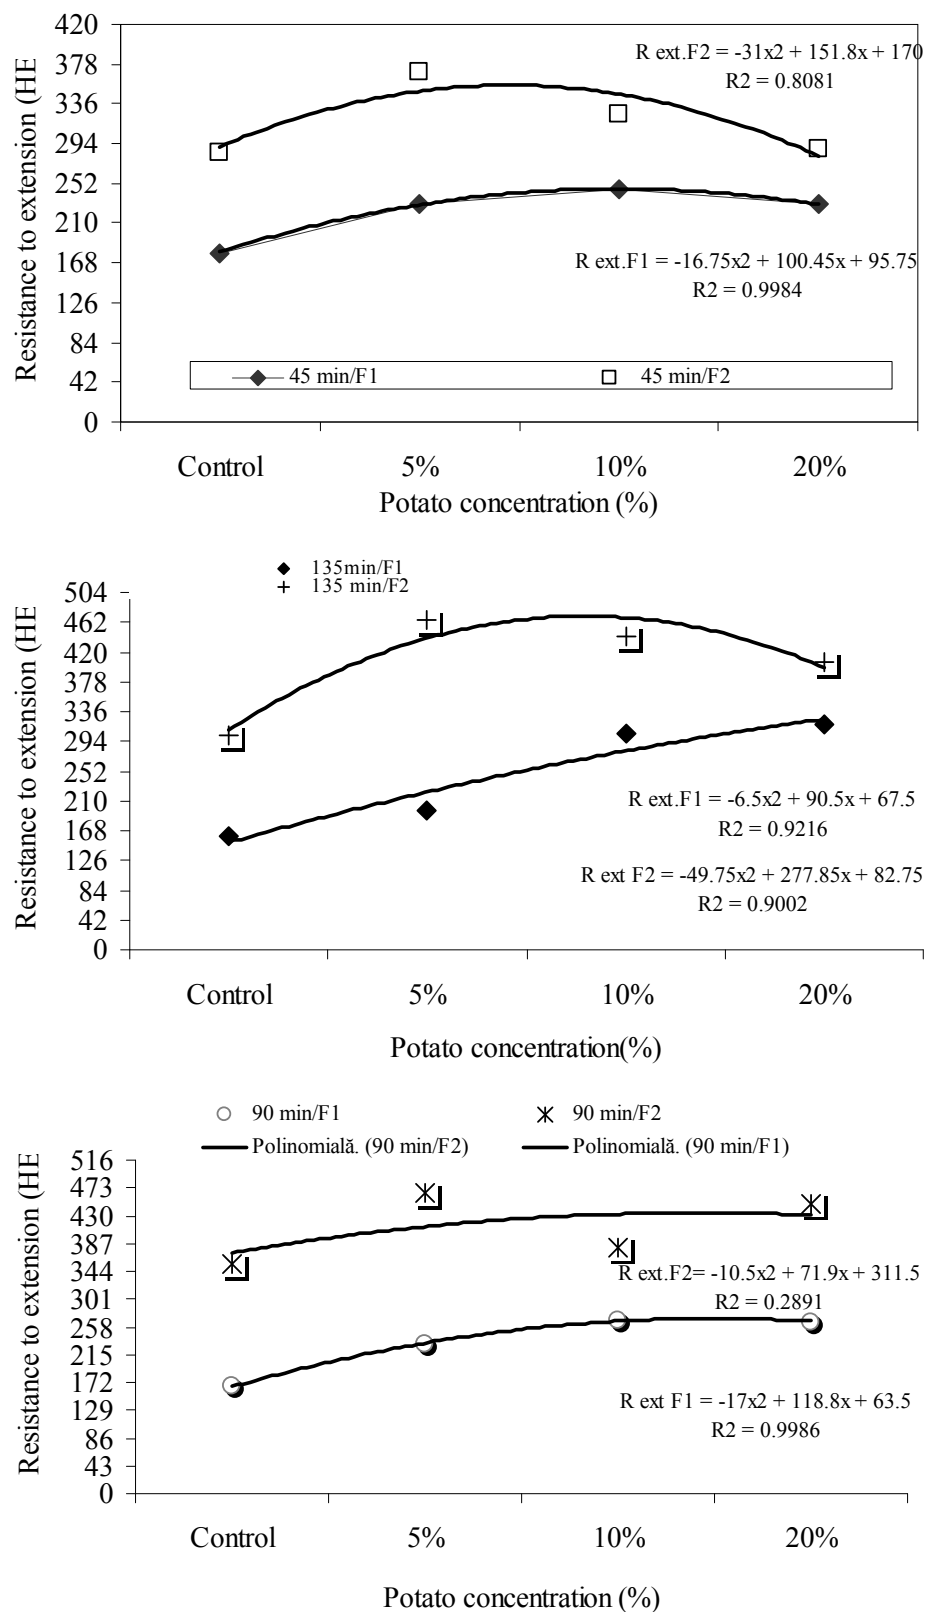 Resistance to extension (HE
420
378
336
294
252
210
168
126
84
42
0
R ext.F2 = -31x2 + 151.8x + 170
R2 = 0.8081
R ext.F1 = -16.75x2 + 100.45x + 95.75
R2 = 0.9984
45 min/F1 45 min/F2
Control 5% 10% 20%
Potato concentration (%)
135min/F1
135 min/F2
Resistance to extension (HE
504
462
420
378
336
294
252
210
168
126
84
42
0
R ext.F1 = -6.5x2 + 90.5x + 67.5
R2 = 0.9216
R ext F2 = -49.75x2 + 277.85x + 82.75
R2 = 0.9002
Control 5% 10% 20%
Potato concentration(%)
90 min/F1 90 min/F2
Polinomială. (90 min/F2) Polinomială. (90 min/F1)
Resistance to extension (HE
516
473
430
387
344
301
258
215
172
129
86
43
0
R ext.F2= -10.5x2 + 71.9x + 311.5
R2 = 0.2891
R ext F1 = -17x2 + 118.8x + 63.5
R2 = 0.9986
Control 5% 10% 20%
Potato concentration (%)